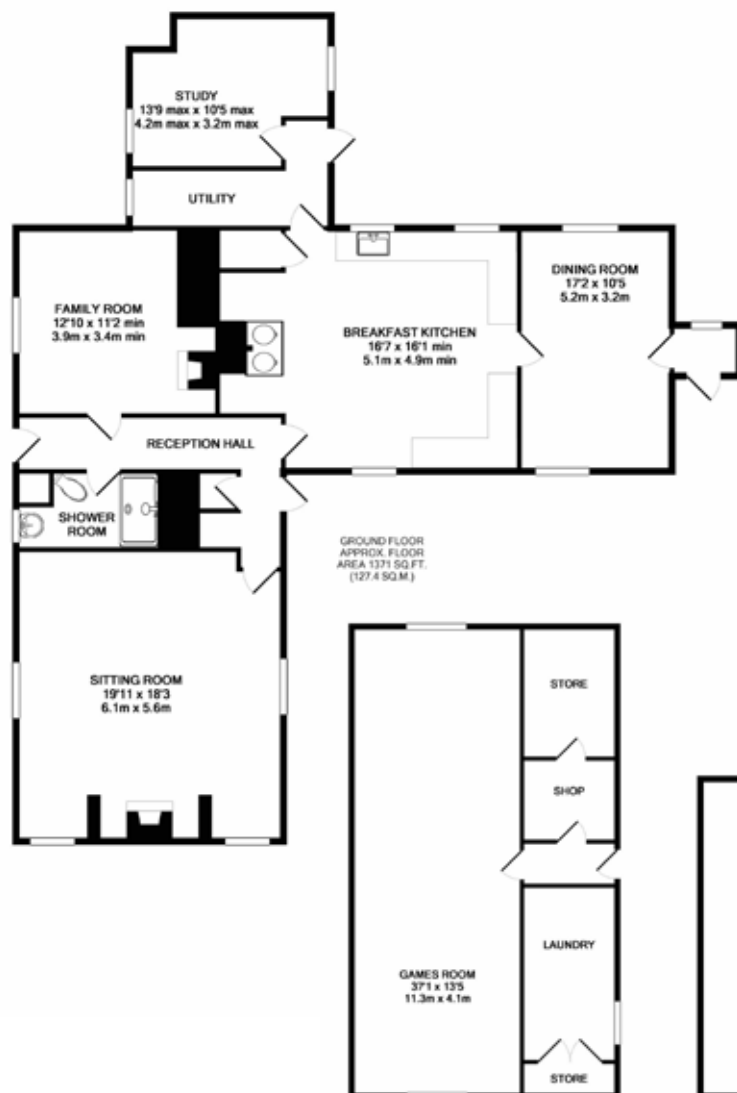 STUDY
13'9 max x 10'5 max
4.2m max x 3.2m max
UTILITY
FAMILY ROOM
12'10 x 11'2 min
3.9m x 3.4m min
BREAKFAST KITCHEN
16'7 x 16'1 min
5.1m x 4.9m min
DINING ROOM
17'2 x 10'5
5.2m x 3.2m
RECEPTION HALL
SHOWER
ROOM
GROUND FLOOR
APPROX. FLOOR
AREA 1371 SQ.FT.
(127.4 SQ.M.)
SITTING ROOM
19'11 x 18'3
6.1m x 5.6m
STORE
SHOP
LAUNDRY
GAMES ROOM
37'1 x 13'5
11.3m x 4.1m
STORE